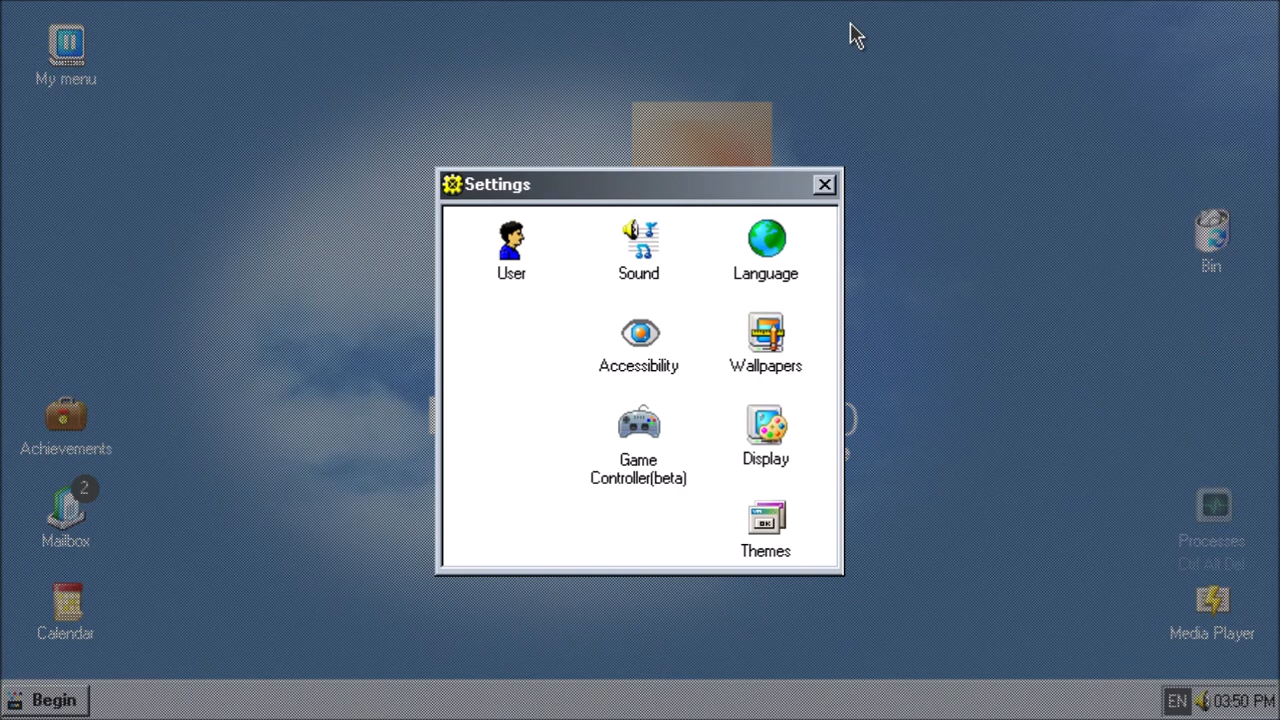 My menu
Settings
User
Sound
Language
Bin
Accessibility
Wallpapers
Achievements
Game
Controller(beta)
Display
2
Mailbox
Themes
OK
Processes
Ctrl Alt Del
Calendar
Media Player
Begin
EN
03:50 PM